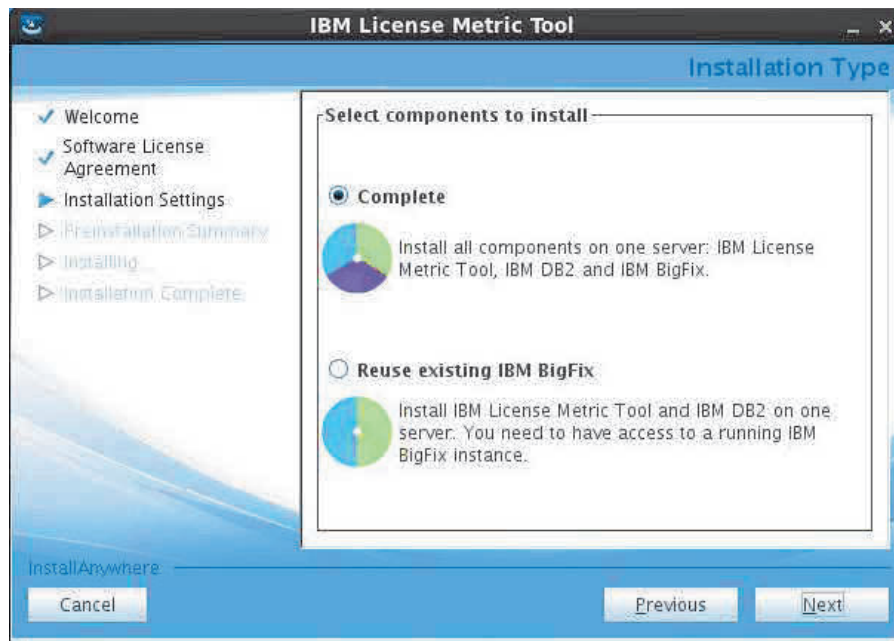 IBM License Metric Tool
Installation Type
Welcome
Software License
Agreement
Installation Settings
Preinstallation Summary
Installing...
Installation Complete
Select components to install
Complete
Install all components on one server: IBM License
Metric Tool, IBM DB2 and IBM BigFix.
Reuse existing IBM BigFix
Install IBM License Metric Tool and IBM DB2 on one
server. You need to have access to a running IBM
BigFix instance.
InstallAnywhere
Cancel
Previous
Next